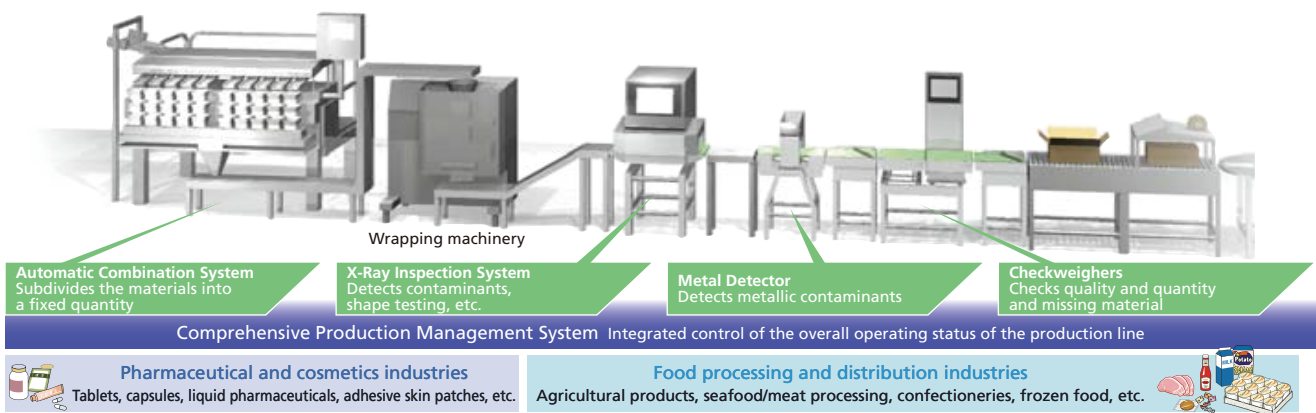 Wrapping machinery
Automatic Combination System
Subdivides the materials into
a fixed quantity
X-Ray Inspection System
Detects contaminants,
shape testing, etc.
Metal Detector
Detects metallic contaminants
Checkweighers
Checks quality and quantity
and missing material
Comprehensive Production Management System Integrated control of the overall operating status of the production line
Pharmaceutical and cosmetics industries
Tablets, capsules, liquid pharmaceuticals, adhesive skin patches, etc.
Food processing and distribution industries
Agricultural products, seafood/meat processing, confectioneries, frozen food, etc.
MILK
Potato